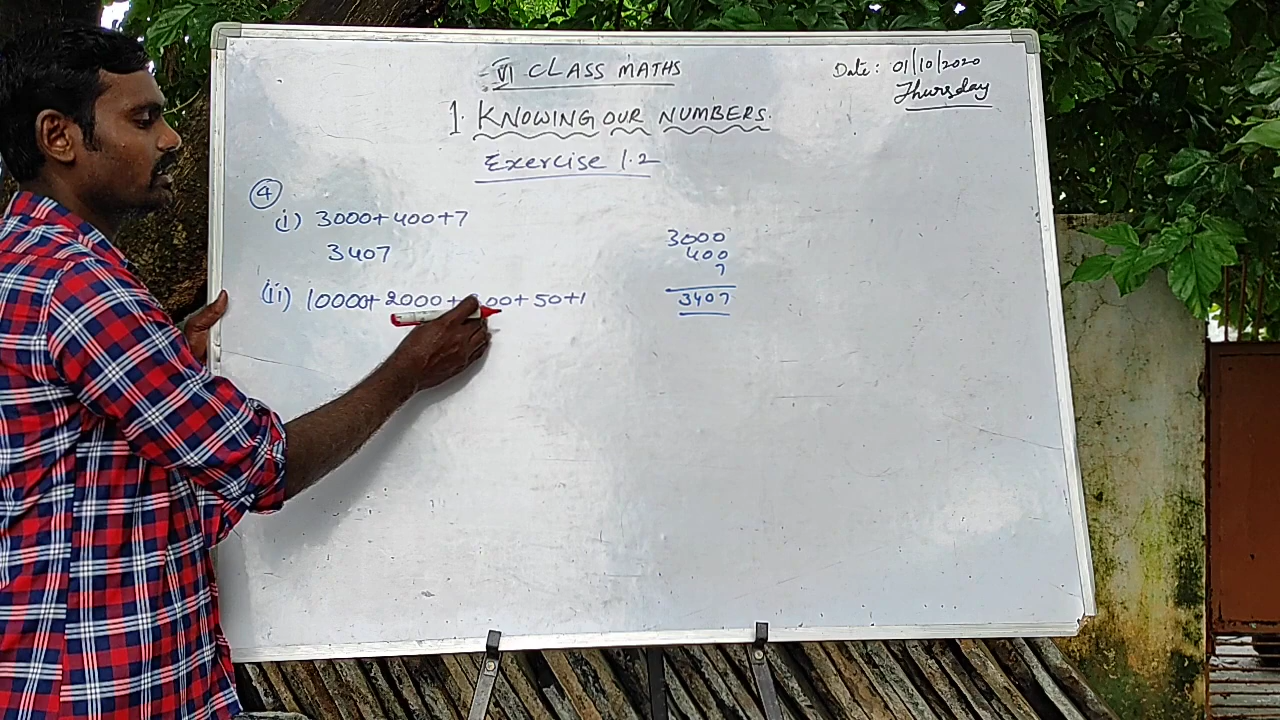 VI CLASS MATHS
Date: 01/10/2020
Thursday
1. KNOWING OUR NUMBERS.
Exercise 1.2
4
i) 3000+400+7
3407
ii) 10000+ 2000+ 00+ 50+1
3000
400
7
3407